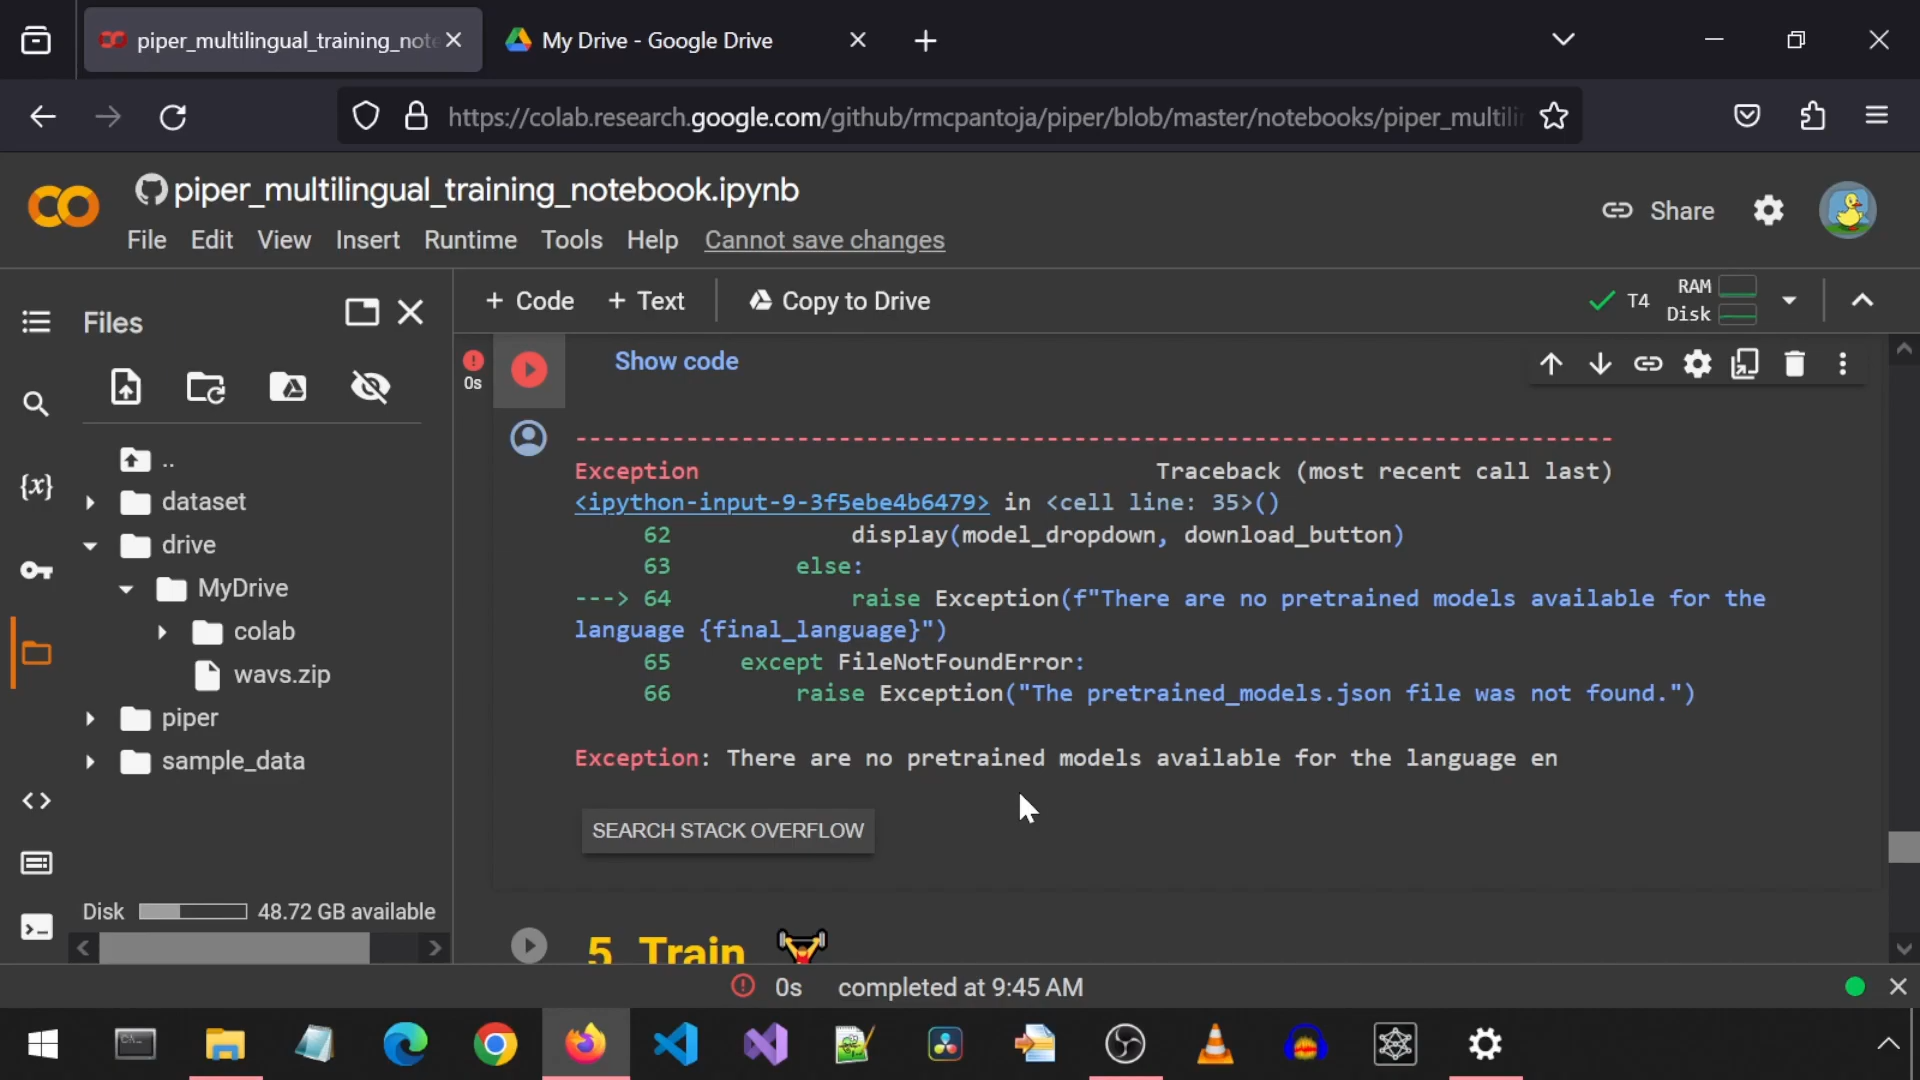 piper_multilingual_training_note
My Drive - Google Drive
https://colab.research.google.com/github/rmcpantoja/piper/blob/master/notebooks/piper_multili
piper_multilingual_training_notebook.ipynb
File Edit View Insert Runtime Tools Help Cannot save changes
Share
+ Code + Text Copy to Drive
T4
RAM
Disk
Files
..
dataset
drive
MyDrive
colab
wavs.zip
piper
sample_data
Disk 48.72 GB available
{x}
0s
Show code
---------------------------------------------------------------------------
Exception Traceback (most recent call last)
<ipython-input-9-3f5ebe4b6479> in <cell line: 35>()
62 display(model_dropdown, download_button)
63 else:
---> 64 raise Exception(f"There are no pretrained models available for the
language {final_language}")
65 except FileNotFoundError:
66 raise Exception("The pretrained_models.json file was not found.")
Exception: There are no pretrained models available for the language en
SEARCH STACK OVERFLOW
5. Train
0s completed at 9:45 AM